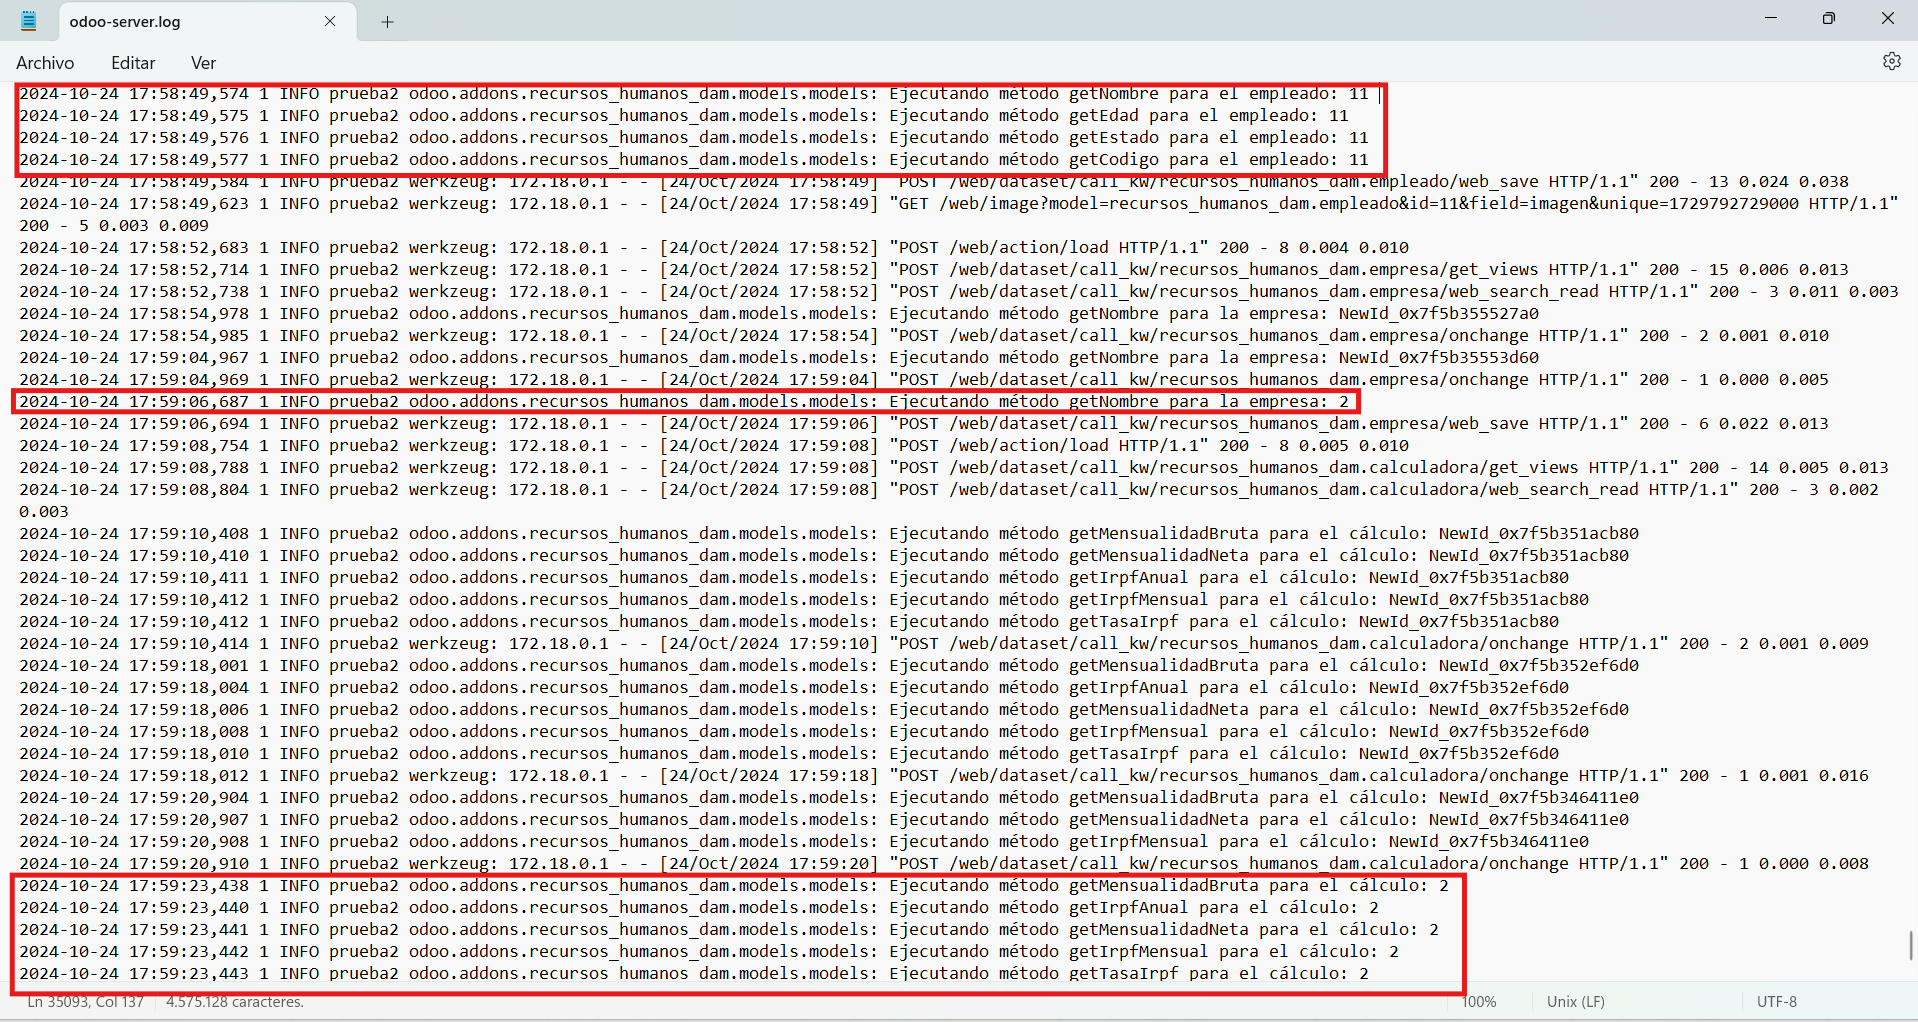 odoo-server.log
Archivo Editar Ver
2024-10-24 17:58:49,574 1 INFO prueba2 odoo.addons.recursos_humanos_dam.models.models: Ejecutando método getNombre para el empleado: 11
2024-10-24 17:58:49,575 1 INFO prueba2 odoo.addons.recursos_humanos_dam.models.models: Ejecutando método getEdad para el empleado: 11
2024-10-24 17:58:49,576 1 INFO prueba2 odoo.addons.recursos_humanos_dam.models.models: Ejecutando método getEstado para el empleado: 11
2024-10-24 17:58:49,577 1 INFO prueba2 odoo.addons.recursos_humanos_dam.models.models: Ejecutando método getCodigo para el empleado: 11
2024-10-24 17:58:49,584 1 INFO prueba2 werkzeug: 172.18.0.1 - - [24/Oct/2024 17:58:49] "POST /web/dataset/call_kw/recursos_humanos_dam.empleado/web_save HTTP/1.1" 200 - 13 0.024 0.038
2024-10-24 17:58:49,623 1 INFO prueba2 werkzeug: 172.18.0.1 - - [24/Oct/2024 17:58:49] "GET /web/image?model=recursos_humanos_dam.empleado&id=11&field=imagen&unique=1729792729000 HTTP/1.1"
200 - 5 0.003 0.009
2024-10-24 17:58:52,683 1 INFO prueba2 werkzeug: 172.18.0.1 - - [24/Oct/2024 17:58:52] "POST /web/action/load HTTP/1.1" 200 - 8 0.004 0.010
2024-10-24 17:58:52,714 1 INFO prueba2 werkzeug: 172.18.0.1 - - [24/Oct/2024 17:58:52] "POST /web/dataset/call_kw/recursos_humanos_dam.empresa/get_views HTTP/1.1" 200 - 15 0.006 0.013
2024-10-24 17:58:52,738 1 INFO prueba2 werkzeug: 172.18.0.1 - - [24/Oct/2024 17:58:52] "POST /web/dataset/call_kw/recursos_humanos_dam.empresa/web_search_read HTTP/1.1" 200 - 3 0.011 0.003
2024-10-24 17:58:54,978 1 INFO prueba2 odoo.addons.recursos_humanos_dam.models.models: Ejecutando método getNombre para la empresa: NewId_0x7f5b355527a0
2024-10-24 17:58:54,985 1 INFO prueba2 werkzeug: 172.18.0.1 - - [24/Oct/2024 17:58:54] "POST /web/dataset/call_kw/recursos_humanos_dam.empresa/onchange HTTP/1.1" 200 - 2 0.001 0.010
2024-10-24 17:59:04,967 1 INFO prueba2 odoo.addons.recursos_humanos_dam.models.models: Ejecutando método getNombre para la empresa: NewId_0x7f5b35553d60
2024-10-24 17:59:04,969 1 INFO prueba2 werkzeug: 172.18.0.1 - - [24/Oct/2024 17:59:04] "POST /web/dataset/call_kw/recursos_humanos_dam.empresa/onchange HTTP/1.1" 200 - 1 0.000 0.005
2024-10-24 17:59:06,687 1 INFO prueba2 odoo.addons.recursos_humanos_dam.models.models: Ejecutando método getNombre para la empresa: 2
2024-10-24 17:59:06,694 1 INFO prueba2 werkzeug: 172.18.0.1 - - [24/Oct/2024 17:59:06] "POST /web/dataset/call_kw/recursos_humanos_dam.empresa/web_save HTTP/1.1" 200 - 6 0.022 0.013
2024-10-24 17:59:08,754 1 INFO prueba2 werkzeug: 172.18.0.1 - - [24/Oct/2024 17:59:08] "POST /web/action/load HTTP/1.1" 200 - 8 0.005 0.010
2024-10-24 17:59:08,788 1 INFO prueba2 werkzeug: 172.18.0.1 - - [24/Oct/2024 17:59:08] "POST /web/dataset/call_kw/recursos_humanos_dam.calculadora/get_views HTTP/1.1" 200 - 14 0.005 0.013
2024-10-24 17:59:08,804 1 INFO prueba2 werkzeug: 172.18.0.1 - - [24/Oct/2024 17:59:08] "POST /web/dataset/call_kw/recursos_humanos_dam.calculadora/web_search_read HTTP/1.1" 200 - 3 0.002
0.003
2024-10-24 17:59:10,408 1 INFO prueba2 odoo.addons.recursos_humanos_dam.models.models: Ejecutando método getMensualidadBruta para el cálculo: NewId_0x7f5b351acb80
2024-10-24 17:59:10,410 1 INFO prueba2 odoo.addons.recursos_humanos_dam.models.models: Ejecutando método getMensualidadNeta para el cálculo: NewId_0x7f5b351acb80
2024-10-24 17:59:10,411 1 INFO prueba2 odoo.addons.recursos_humanos_dam.models.models: Ejecutando método getIrpfAnual para el cálculo: NewId_0x7f5b351acb80
2024-10-24 17:59:10,412 1 INFO prueba2 odoo.addons.recursos_humanos_dam.models.models: Ejecutando método getIrpfMensual para el cálculo: NewId_0x7f5b351acb80
2024-10-24 17:59:10,412 1 INFO prueba2 odoo.addons.recursos_humanos_dam.models.models: Ejecutando método getTasaIrpf para el cálculo: NewId_0x7f5b351acb80
2024-10-24 17:59:10,414 1 INFO prueba2 werkzeug: 172.18.0.1 - - [24/Oct/2024 17:59:10] "POST /web/dataset/call_kw/recursos_humanos_dam.calculadora/onchange HTTP/1.1" 200 - 2 0.001 0.009
2024-10-24 17:59:18,001 1 INFO prueba2 odoo.addons.recursos_humanos_dam.models.models: Ejecutando método getMensualidadBruta para el cálculo: NewId_0x7f5b352ef6d0
2024-10-24 17:59:18,004 1 INFO prueba2 odoo.addons.recursos_humanos_dam.models.models: Ejecutando método getIrpfAnual para el cálculo: NewId_0x7f5b352ef6d0
2024-10-24 17:59:18,006 1 INFO prueba2 odoo.addons.recursos_humanos_dam.models.models: Ejecutando método getMensualidadNeta para el cálculo: NewId_0x7f5b352ef6d0
2024-10-24 17:59:18,008 1 INFO prueba2 odoo.addons.recursos_humanos_dam.models.models: Ejecutando método getIrpfMensual para el cálculo: NewId_0x7f5b352ef6d0
2024-10-24 17:59:18,010 1 INFO prueba2 odoo.addons.recursos_humanos_dam.models.models: Ejecutando método getTasaIrpf para el cálculo: NewId_0x7f5b352ef6d0
2024-10-24 17:59:18,012 1 INFO prueba2 werkzeug: 172.18.0.1 - - [24/Oct/2024 17:59:18] "POST /web/dataset/call_kw/recursos_humanos_dam.calculadora/onchange HTTP/1.1" 200 - 1 0.001 0.016
2024-10-24 17:59:20,904 1 INFO prueba2 odoo.addons.recursos_humanos_dam.models.models: Ejecutando método getMensualidadBruta para el cálculo: NewId_0x7f5b346411e0
2024-10-24 17:59:20,907 1 INFO prueba2 odoo.addons.recursos_humanos_dam.models.models: Ejecutando método getMensualidadNeta para el cálculo: NewId_0x7f5b346411e0
2024-10-24 17:59:20,908 1 INFO prueba2 odoo.addons.recursos_humanos_dam.models.models: Ejecutando método getIrpfMensual para el cálculo: NewId_0x7f5b346411e0
2024-10-24 17:59:20,910 1 INFO prueba2 werkzeug: 172.18.0.1 - - [24/Oct/2024 17:59:20] "POST /web/dataset/call_kw/recursos_humanos_dam.calculadora/onchange HTTP/1.1" 200 - 1 0.000 0.008
2024-10-24 17:59:23,438 1 INFO prueba2 odoo.addons.recursos_humanos_dam.models.models: Ejecutando método getMensualidadBruta para el cálculo: 2
2024-10-24 17:59:23,440 1 INFO prueba2 odoo.addons.recursos_humanos_dam.models.models: Ejecutando método getIrpfAnual para el cálculo: 2
2024-10-24 17:59:23,441 1 INFO prueba2 odoo.addons.recursos_humanos_dam.models.models: Ejecutando método getMensualidadNeta para el cálculo: 2
2024-10-24 17:59:23,442 1 INFO prueba2 odoo.addons.recursos_humanos_dam.models.models: Ejecutando método getIrpfMensual para el cálculo: 2
2024-10-24 17:59:23,443 1 INFO prueba2 odoo.addons.recursos_humanos_dam.models.models: Ejecutando método getTasaIrpf para el cálculo: 2
Ln 35093, Col 137 4.575.128 caracteres. 100% Unix (LF) UTF-8